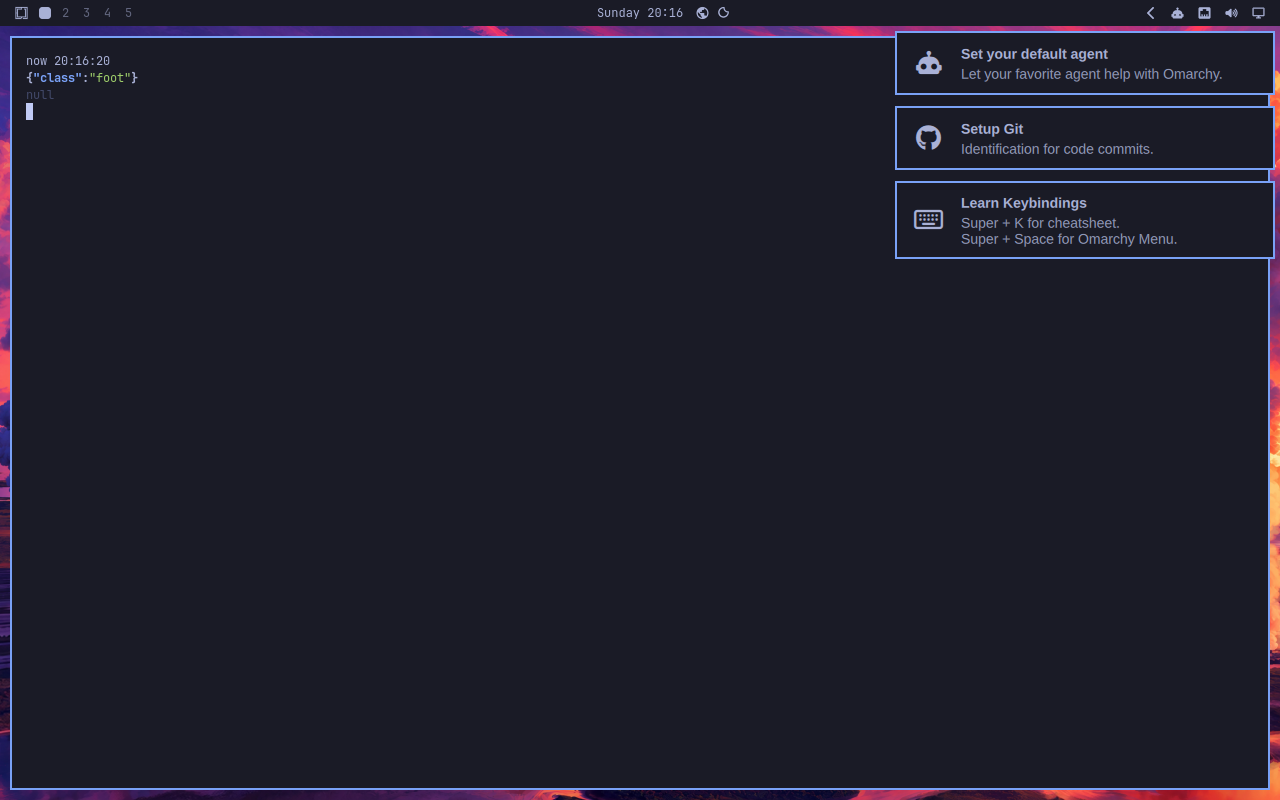 2 3 4 5 Sunday 20:16
now 20:16:20
{"class":"foot"}
null
Set your default agent
Let your favorite agent help with Omarchy.
Setup Git
Identification for code commits.
Learn Keybindings
Super + K for cheatsheet.
Super + Space for Omarchy Menu.